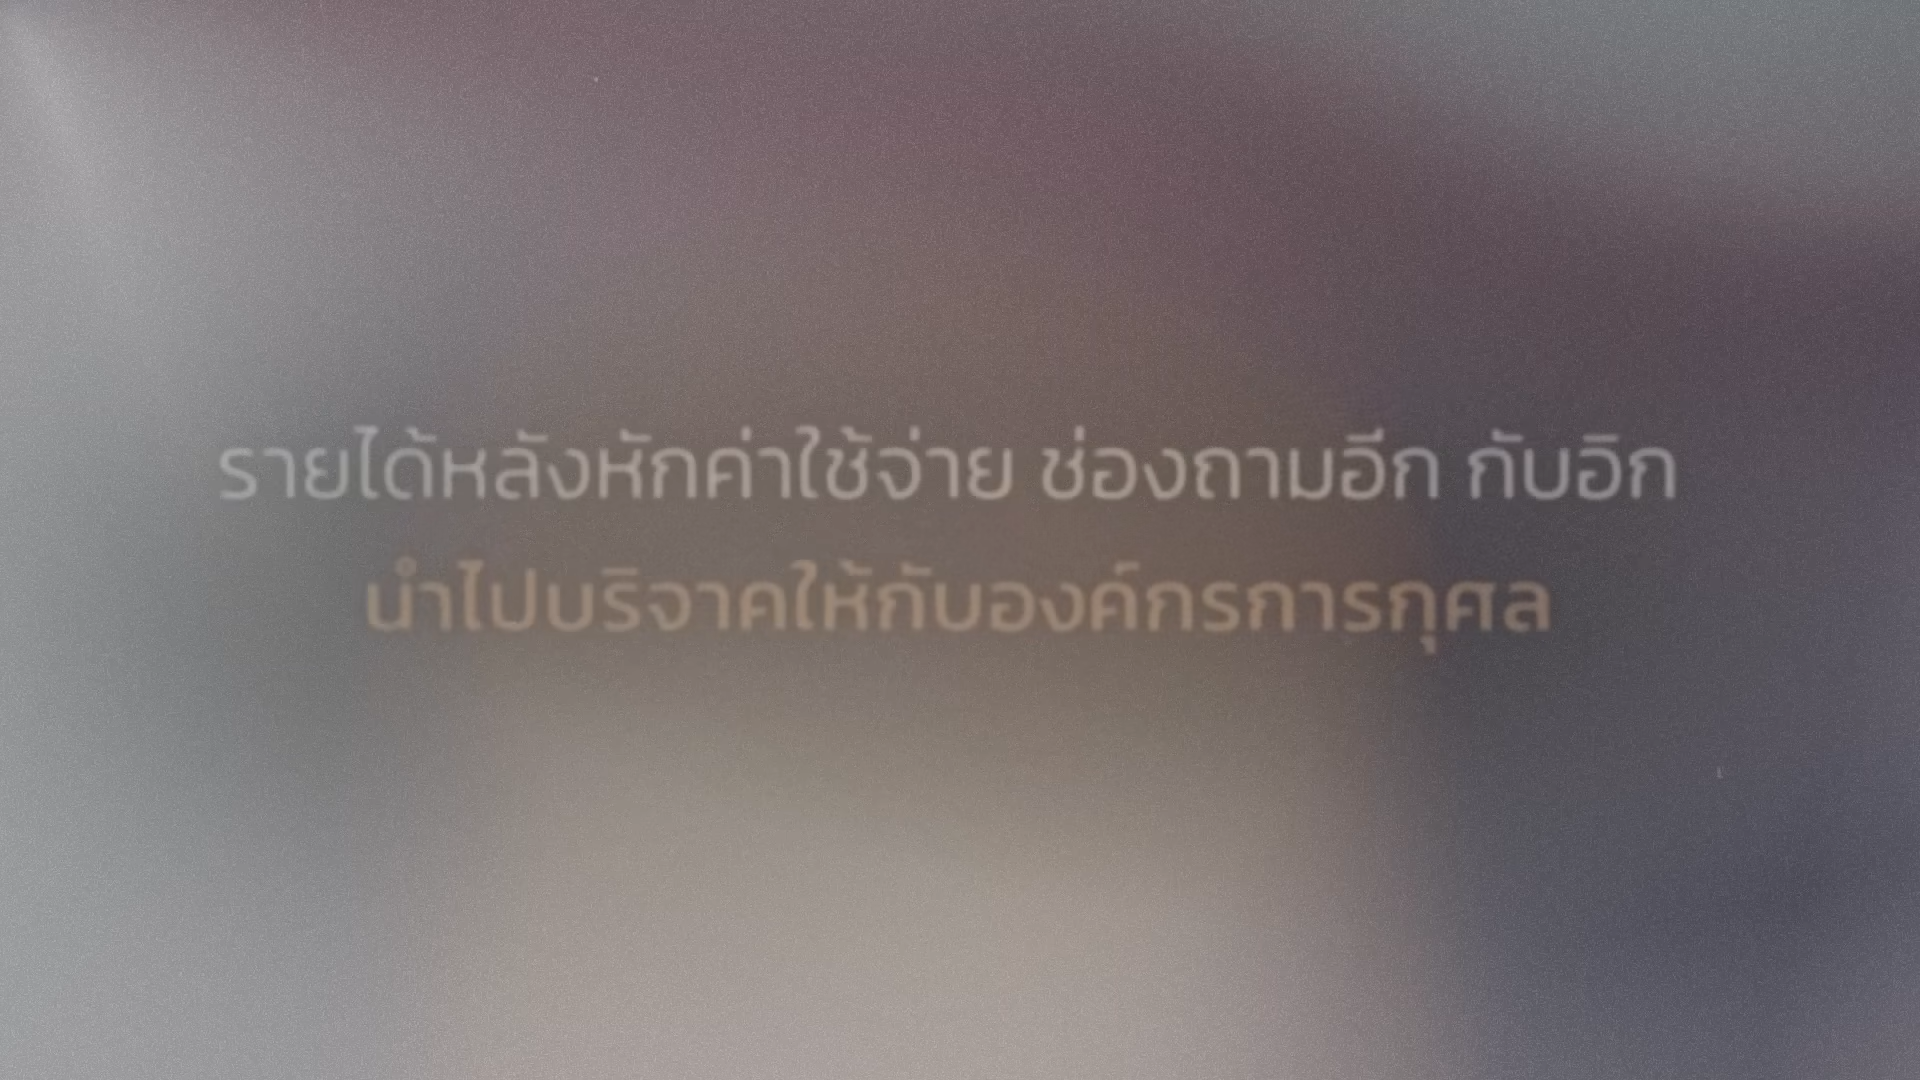 รายได้หลังหักค่าใช้จ่าย ช่องถามอีก กับอิก
นำไปบริจาคให้กับองค์กรการกุศล